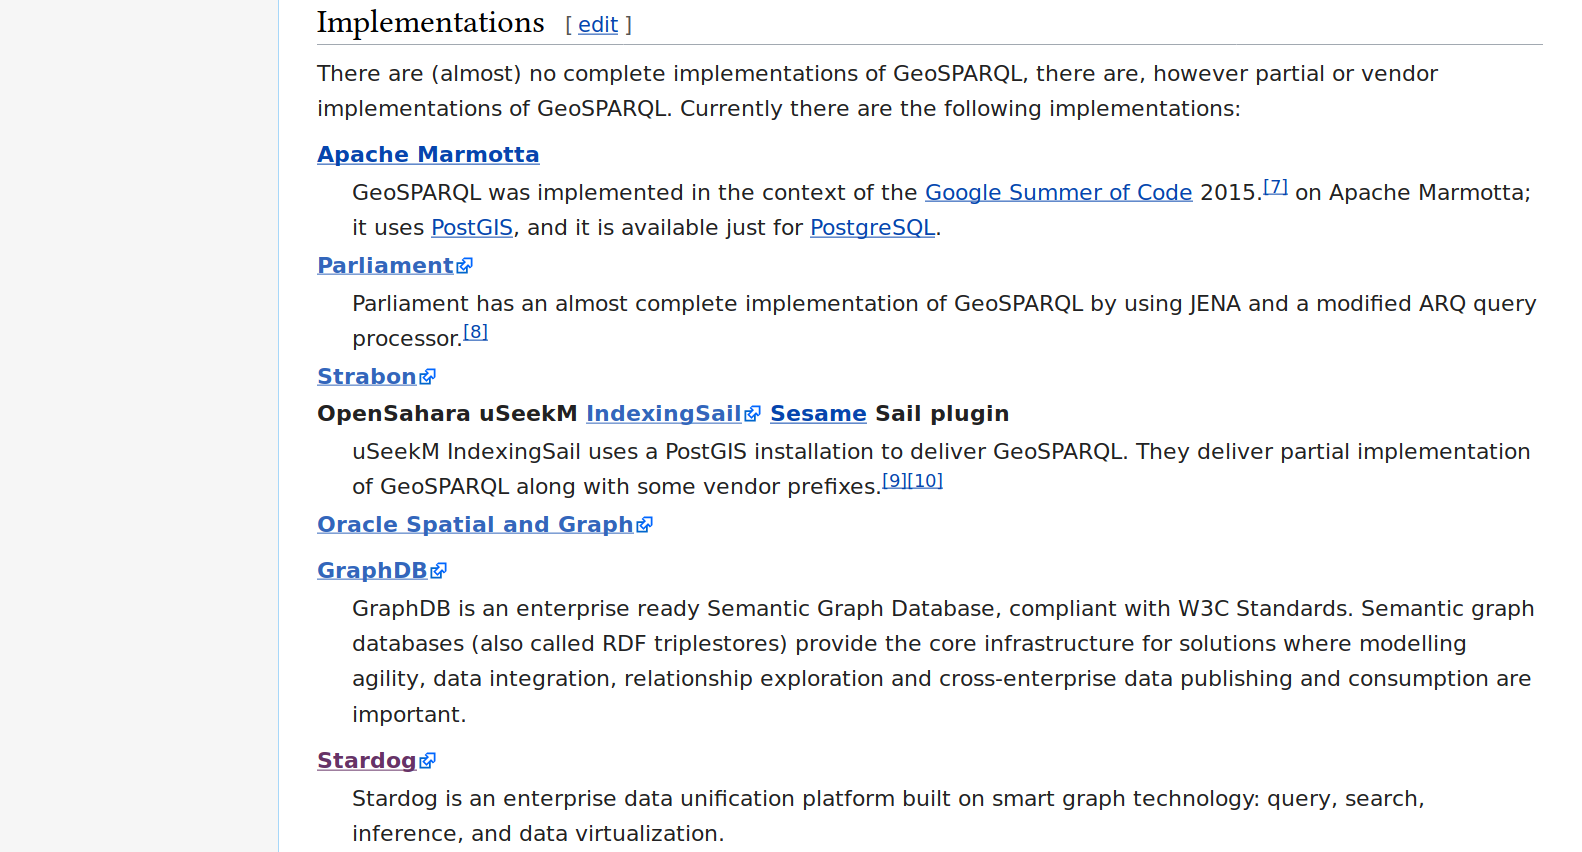 Implementations [ edit ]
There are (almost) no complete implementations of GeoSPARQL, there are, however partial or vendor
implementations of GeoSPARQL. Currently there are the following implementations:
Apache Marmotta
GeoSPARQL was implemented in the context of the Google Summer of Code 2015.[7] on Apache Marmotta;
it uses PostGIS, and it is available just for PostgreSQL.
Parliament
Parliament has an almost complete implementation of GeoSPARQL by using JENA and a modified ARQ query
processor.[8]
Strabon
OpenSahara uSeekM IndexingSail Sesame Sail plugin
uSeekM IndexingSail uses a PostGIS installation to deliver GeoSPARQL. They deliver partial implementation
of GeoSPARQL along with some vendor prefixes.[9][10]
Oracle Spatial and Graph
GraphDB
GraphDB is an enterprise ready Semantic Graph Database, compliant with W3C Standards. Semantic graph
databases (also called RDF triplestores) provide the core infrastructure for solutions where modelling
agility, data integration, relationship exploration and cross-enterprise data publishing and consumption are
important.
Stardog
Stardog is an enterprise data unification platform built on smart graph technology: query, search,
inference, and data virtualization.